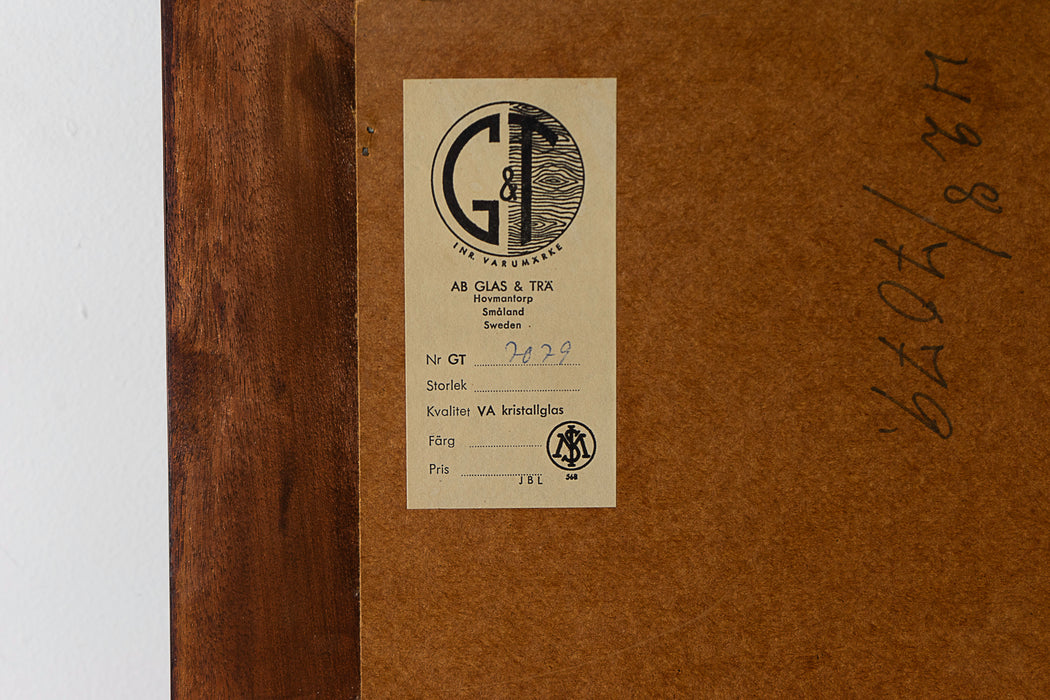 G&T
INR. VARUMÄRKE
AB GLAS & TRÄ
Hovmantorp
Småland
Sweden
Nr GT 7079
Storlek
Kvalitet VA kristallglas
Färg
Pris
JBL
SM
568
/7079.